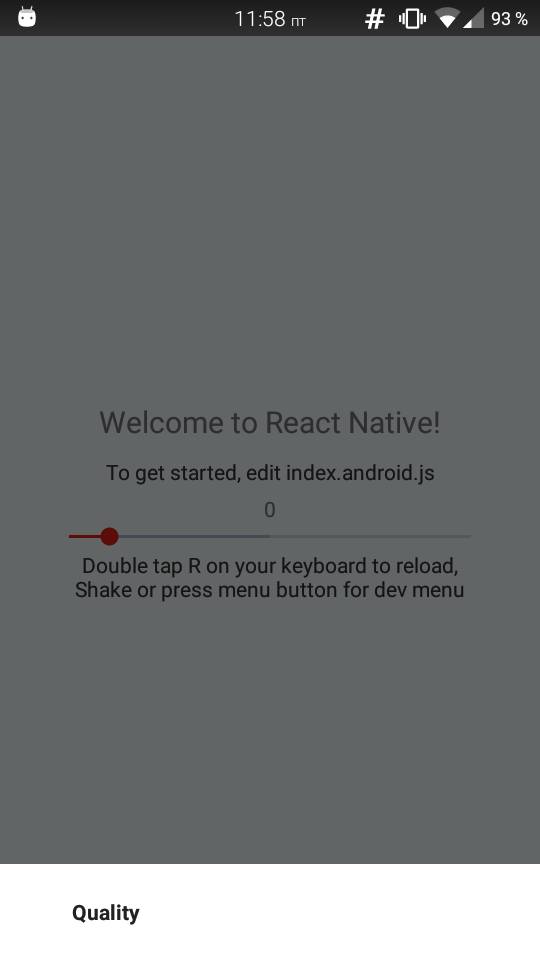 11:58 пт # 93 %
Welcome to React Native!
To get started, edit index.android.js
0
Double tap R on your keyboard to reload,
Shake or press menu button for dev menu
Quality